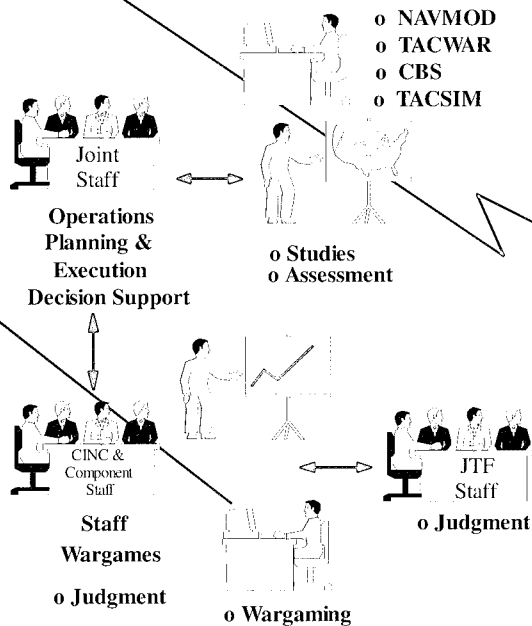 o NAVMOD
o TACWAR
o CBS
o TACSIM
Joint
Staff
Operations
Planning &
Execution
Decision Support
o Studies
o Assessment
CINC &
Component
Staff
Staff
Wargames
o Judgment
JTF
Staff
o Judgment
o Wargaming